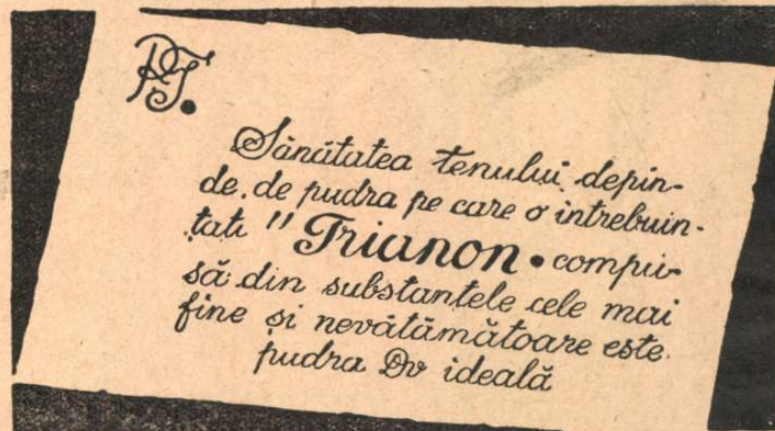 P.T.
Sănătatea tenului depin-
de de pudra pe care o intrebuin-
țați "Trianon • compu-
să din substanțele cele mai
fine și nevătămătoare este
pudra Dv ideală